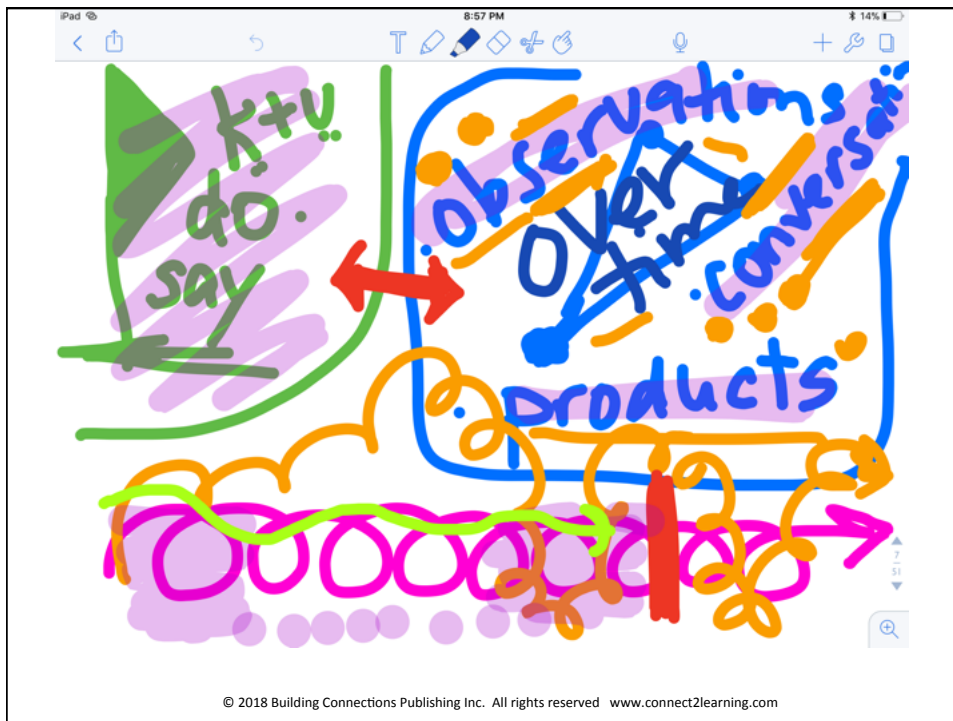 iPad
8:57 PM
14%
T
k+u
do.
say
observations
conversati
over
time
products
7
51
© 2018 Building Connections Publishing Inc. All rights reserved www.connect2learning.com